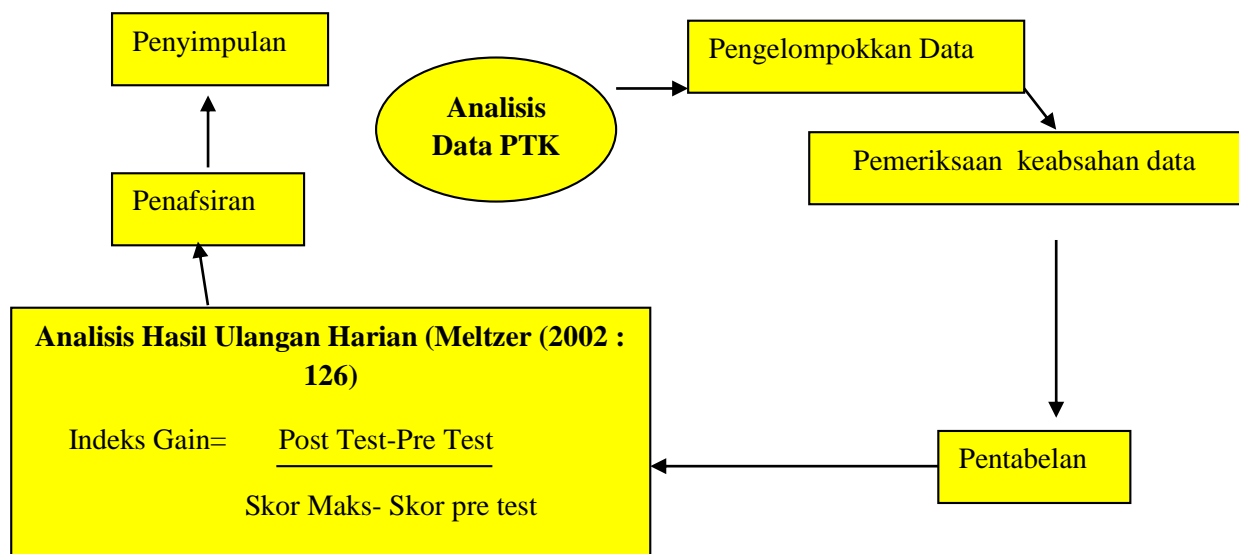 Penyimpulan
Pengelompokkan Data
Analisis
Data PTK
Pemeriksaan keabsahan data
Penafsiran
Analisis Hasil Ulangan Harian (Meltzer (2002 :
126)
Indeks Gain= Post Test-Pre Test
Skor Maks- Skor pre test
Pentabelan